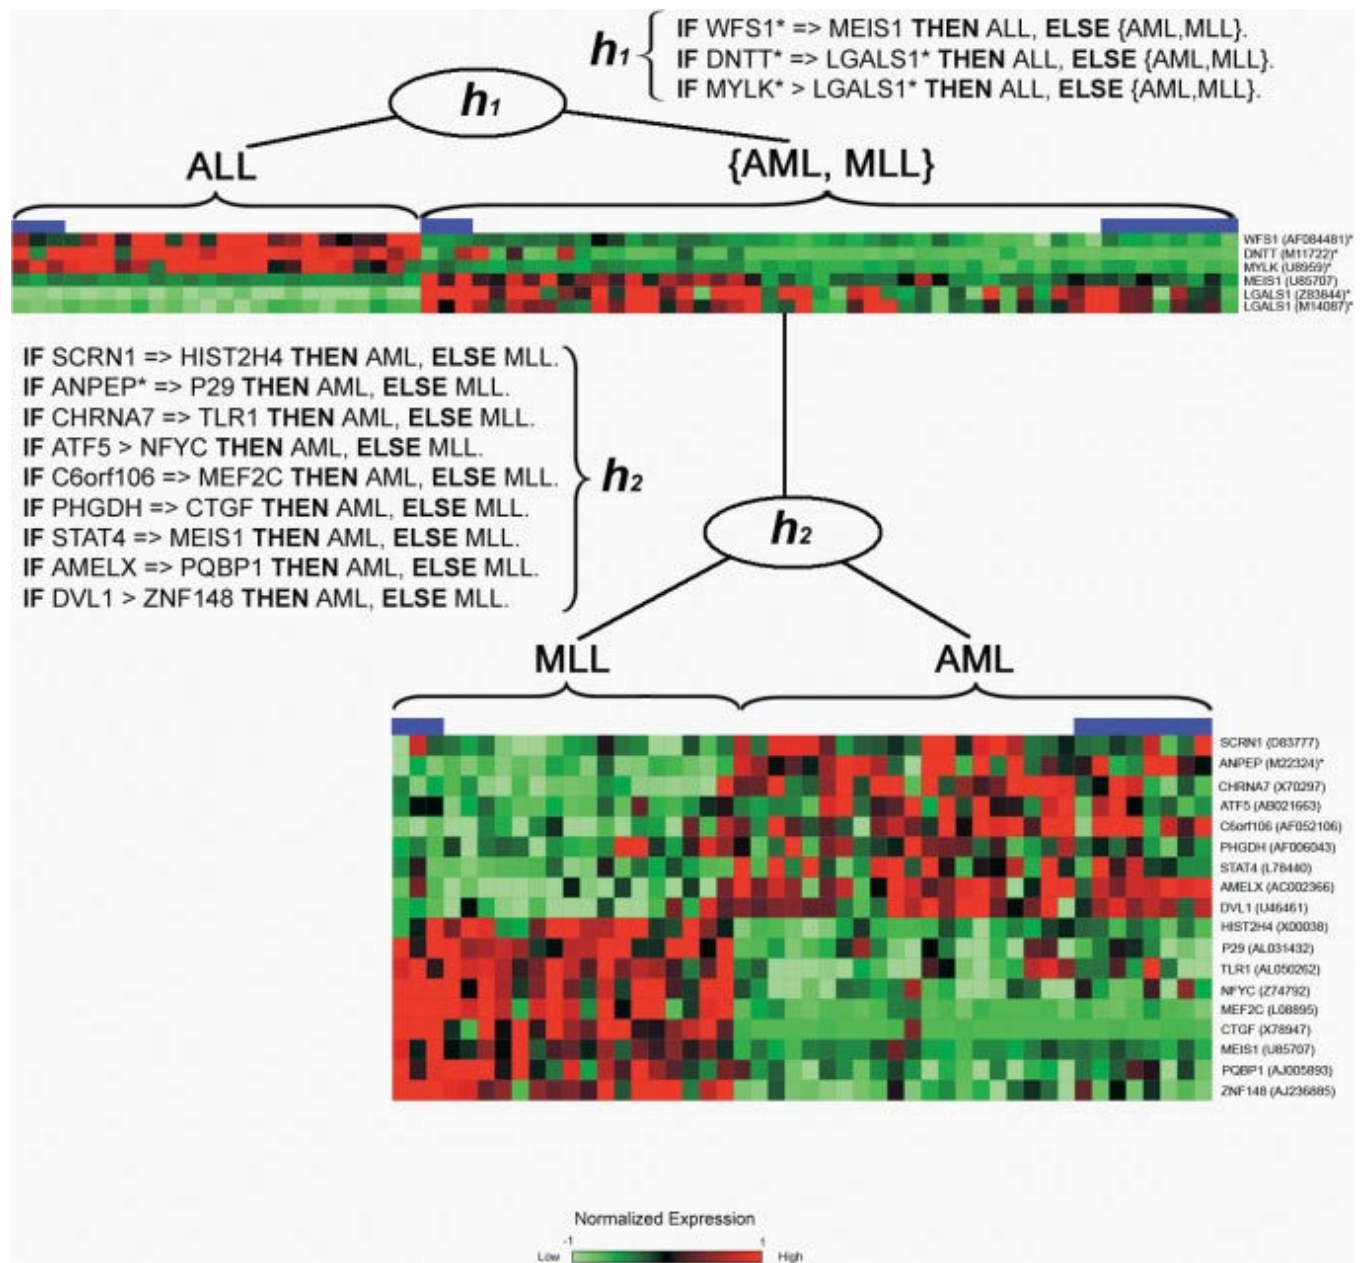 IF WFS1* => MEIS1 THEN ALL, ELSE {AML,MLL}.
h1
IF DNTT* => LGALS1* THEN ALL, ELSE {AML,MLL}.
IF MYLK* > LGALS1* THEN ALL, ELSE {AML,MLL}.
h1
ALL
{AML, MLL}
WFS1 (AF084481)*
DNTT (M11722)*
MYLK (U8959)*
MEIS1 (U85707)
LGALS1 (Z83844)*
LGALS1 (M14087)*
IF SCRN1 => HIST2H4 THEN AML, ELSE MLL.
IF ANPEP* => P29 THEN AML, ELSE MLL.
IF CHRNA7 => TLR1 THEN AML, ELSE MLL.
IF ATF5 > NFYC THEN AML, ELSE MLL.
IF C6orf106 => MEF2C THEN AML, ELSE MLL.
IF PHGDH => CTGF THEN AML, ELSE MLL.
IF STAT4 => MEIS1 THEN AML, ELSE MLL.
IF AMELX => PQBP1 THEN AML, ELSE MLL.
IF DVL1 > ZNF148 THEN AML, ELSE MLL.
h2
h2
MLL
AML
SCRN1 (D83777)
ANPEP (M22324)*
CHRNA7 (X70297)
ATF5 (AB021663)
C6orf106 (AF052106)
PHGDH (AF006043)
STAT4 (L78440)
AMELX (AC002366)
DVL1 (U46461)
HIST2H4 (X00038)
P29 (AL031432)
TLR1 (AL050262)
NFYC (Z74792)
MEF2C (L08895)
CTGF (X78947)
MEIS1 (U85707)
PQBP1 (AJ005893)
ZNF148 (AJ236885)
Normalized Expression
-1 1
Low High